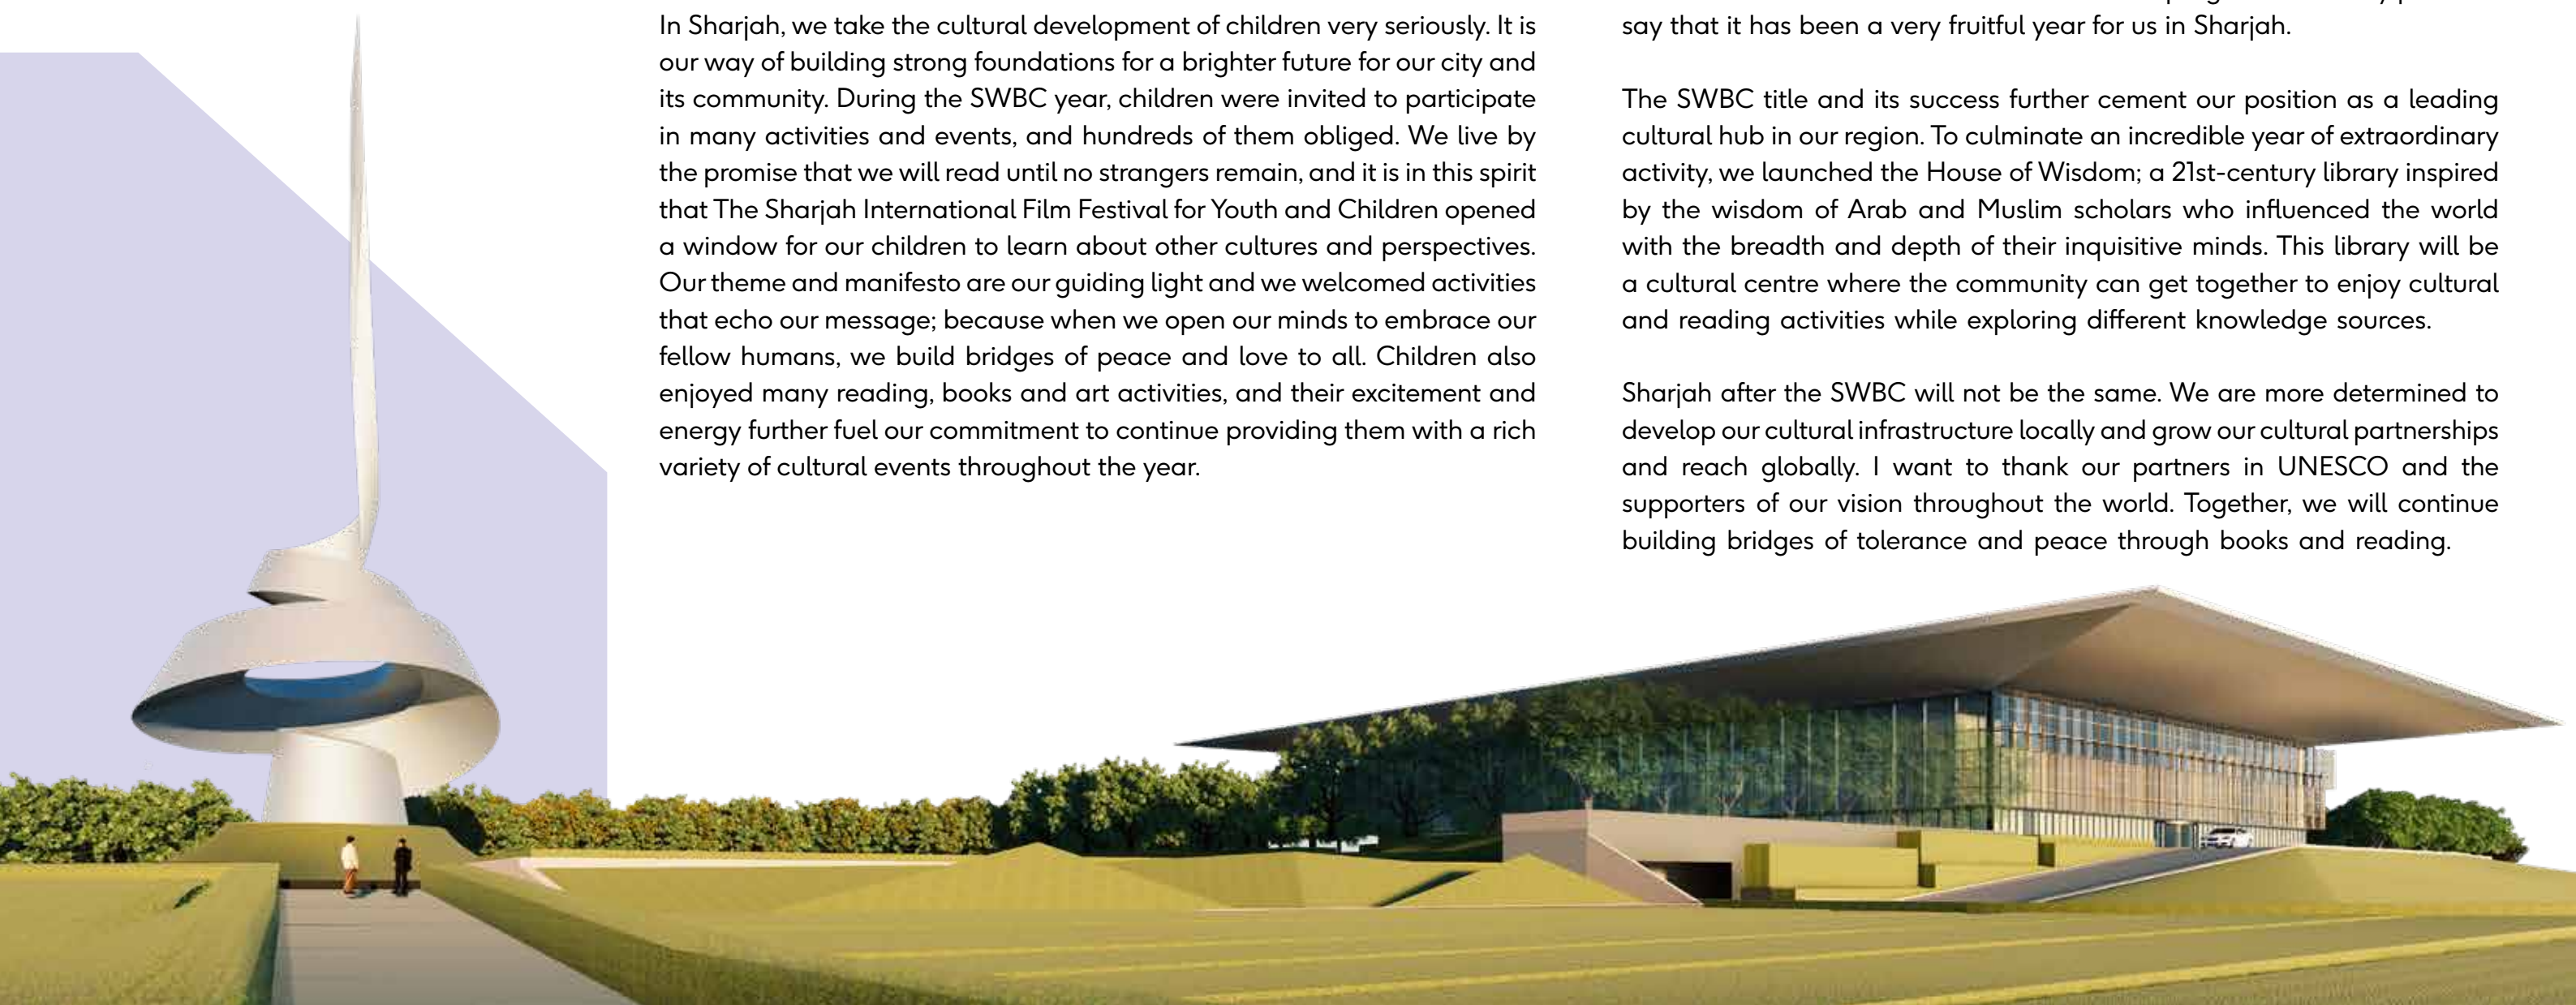 In Sharjah, we take the cultural development of children very seriously. It is
our way of building strong foundations for a brighter future for our city and
its community. During the SWBC year, children were invited to participate
in many activities and events, and hundreds of them obliged. We live by
the promise that we will read until no strangers remain, and it is in this spirit
that The Sharjah International Film Festival for Youth and Children opened
a window for our children to learn about other cultures and perspectives.
Our theme and manifesto are our guiding light and we welcomed activities
that echo our message; because when we open our minds to embrace our
fellow humans, we build bridges of peace and love to all. Children also
enjoyed many reading, books and art activities, and their excitement and
energy further fuel our commitment to continue providing them with a rich
variety of cultural events throughout the year.
say that it has been a very fruitful year for us in Sharjah.
The SWBC title and its success further cement our position as a leading
cultural hub in our region. To culminate an incredible year of extraordinary
activity, we launched the House of Wisdom; a 21st-century library inspired
by the wisdom of Arab and Muslim scholars who influenced the world
with the breadth and depth of their inquisitive minds. This library will be
a cultural centre where the community can get together to enjoy cultural
and reading activities while exploring different knowledge sources.
Sharjah after the SWBC will not be the same. We are more determined to
develop our cultural infrastructure locally and grow our cultural partnerships
and reach globally. I want to thank our partners in UNESCO and the
supporters of our vision throughout the world. Together, we will continue
building bridges of tolerance and peace through books and reading.